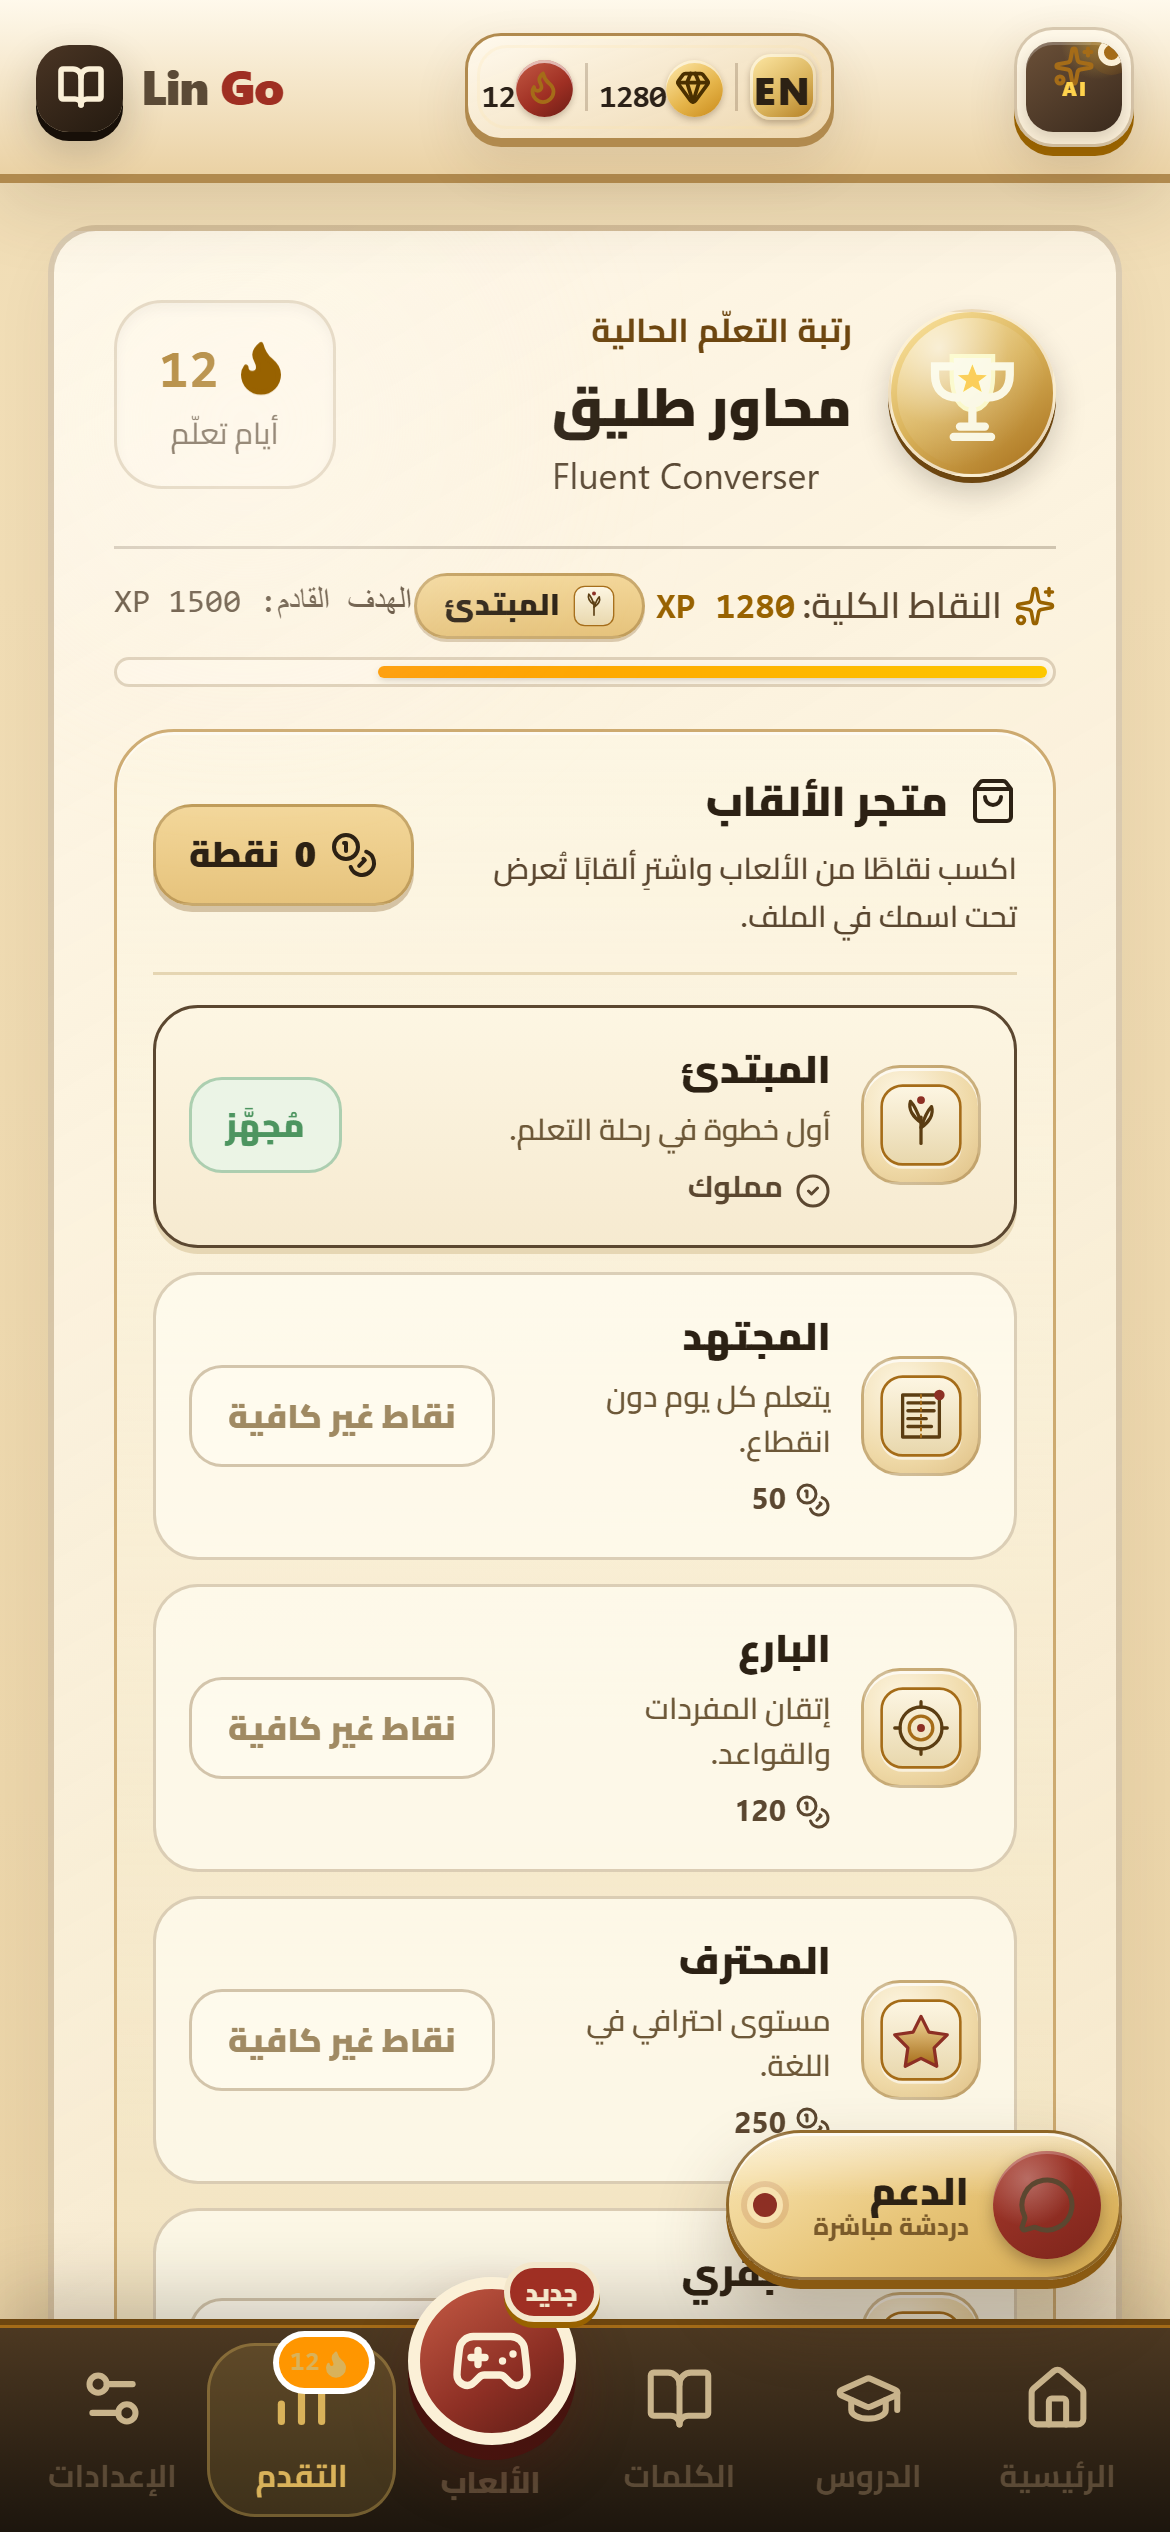 Lin Go
12
1280
EN
AI
رتبة التعلّم الحالية
محاور طليق
Fluent Converser
12
أيام تعلّم
النقاط الكلية: 1280 XP
المبتدئ
الهدف القادم: 1500 XP
متجر الألقاب
اكسب نقاطًا من الألعاب واشترِ ألقابًا تُعرض
تحت اسمك في الملف.
0 نقطة
المبتدئ
أول خطوة في رحلة التعلم.
مملوك
مُجهَّز
المجتهد
يتعلم كل يوم دون
انقطاع.
50
نقاط غير كافية
البارع
إتقان المفردات
والقواعد.
120
نقاط غير كافية
المحترف
مستوى احترافي في
اللغة.
250
نقاط غير كافية
الدعم
دردشة مباشرة
جديد
12
الرئيسية
الدروس
الكلمات
الألعاب
التقدم
الإعدادات